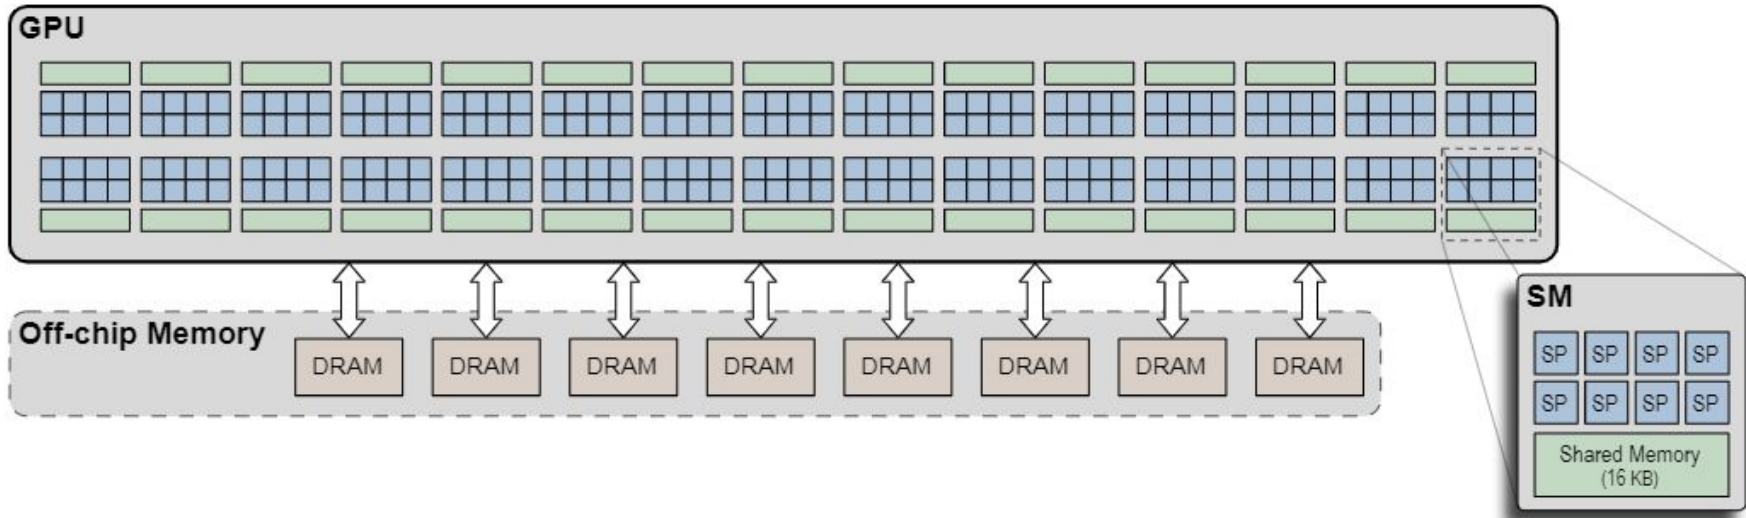 GPU
Off-chip Memory
DRAM DRAM DRAM DRAM DRAM DRAM DRAM DRAM
SM
SP SP SP SP
SP SP SP SP
Shared Memory
(16 KB)